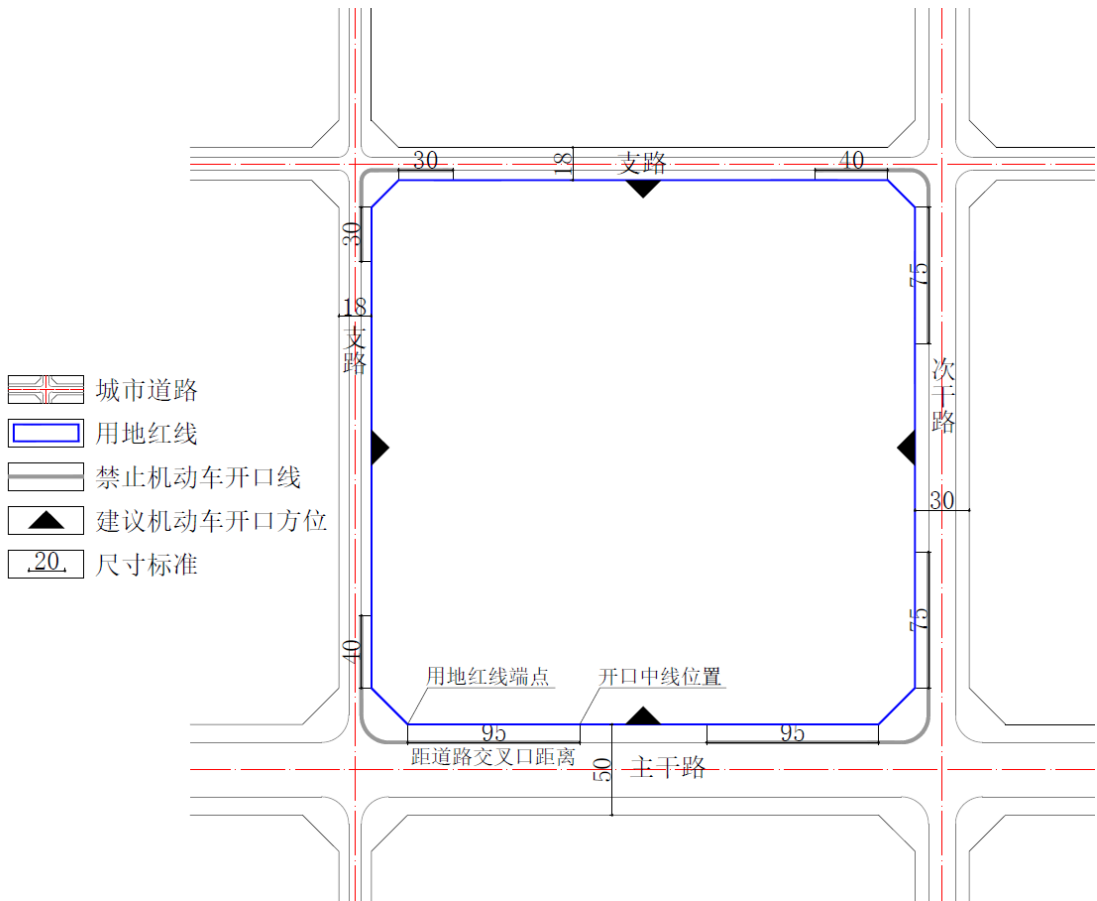 30
18
支路
40
30
75
18
支路
次干路
城市道路
用地红线
禁止机动车开口线
30
建议机动车开口方位
20
尺寸标准
75
40
用地红线端点
开口中线位置
95
95
距道路交叉口距离
50
主干路